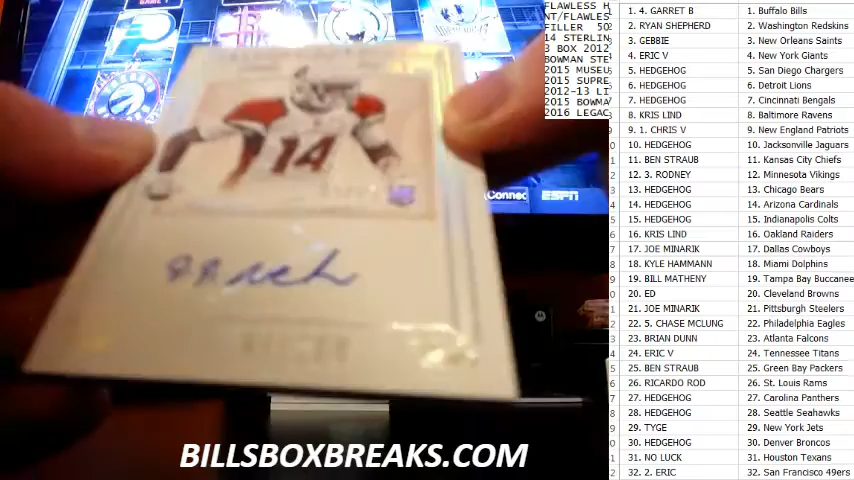 FLAWLESS H
NT/FLAWLES
FILLER 50
14 STERLIN
3 BOX 2012
BOWMAN STE
2015 MUSEU
2015 SUPRE
2012-13 LI
2015 BOWMA
2016 LEGAC
1. 4. GARRET B 1. Buffalo Bills
2. RYAN SHEPHERD 2. Washington Redskins
3. GEBBIE 3. New Orleans Saints
4. ERIC V 4. New York Giants
5. HEDGEHOG 5. San Diego Chargers
6. HEDGEHOG 6. Detroit Lions
7. HEDGEHOG 7. Cincinnati Bengals
8. KRIS LIND 8. Baltimore Ravens
9. 1. CHRIS V 9. New England Patriots
10. HEDGEHOG 10. Jacksonville Jaguars
11. BEN STRAUB 11. Kansas City Chiefs
12. 3. RODNEY 12. Minnesota Vikings
13. HEDGEHOG 13. Chicago Bears
14. HEDGEHOG 14. Arizona Cardinals
15. HEDGEHOG 15. Indianapolis Colts
16. KRIS LIND 16. Oakland Raiders
17. JOE MINARIK 17. Dallas Cowboys
18. KYLE HAMMANN 18. Miami Dolphins
19. BILL MATHENY 19. Tampa Bay Buccanee
20. ED 20. Cleveland Browns
21. JOE MINARIK 21. Pittsburgh Steelers
22. 5. CHASE MCLUNG 22. Philadelphia Eagles
23. BRIAN DUNN 23. Atlanta Falcons
24. ERIC V 24. Tennessee Titans
25. BEN STRAUB 25. Green Bay Packers
26. RICARDO ROD 26. St. Louis Rams
27. HEDGEHOG 27. Carolina Panthers
28. HEDGEHOG 28. Seattle Seahawks
29. TYGE 29. New York Jets
30. HEDGEHOG 30. Denver Broncos
31. NO LUCK 31. Houston Texans
32. 2. ERIC 32. San Francisco 49ers
PACERS
14
Connec
ESPN
BILLSBOXBREAKS.COM